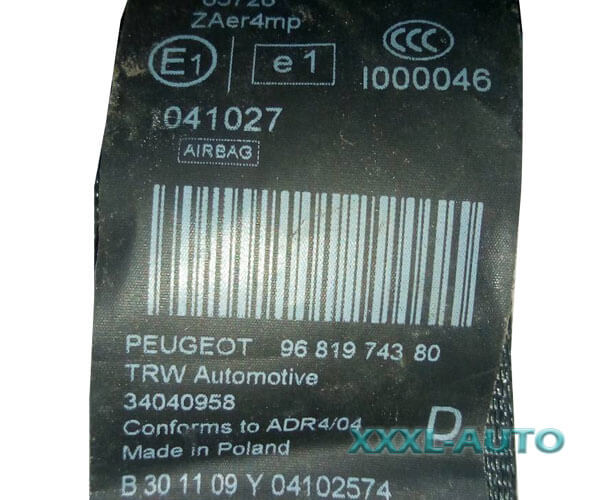 ZAer4mp
E1 e1 CCC
I000046
041027
AIRBAG
PEUGEOT 96 819 743 80
TRW Automotive
34040958
Conforms to ADR4/04 D
Made in Poland
XXXL-AUTO
B 30 11 09 Y 04102574